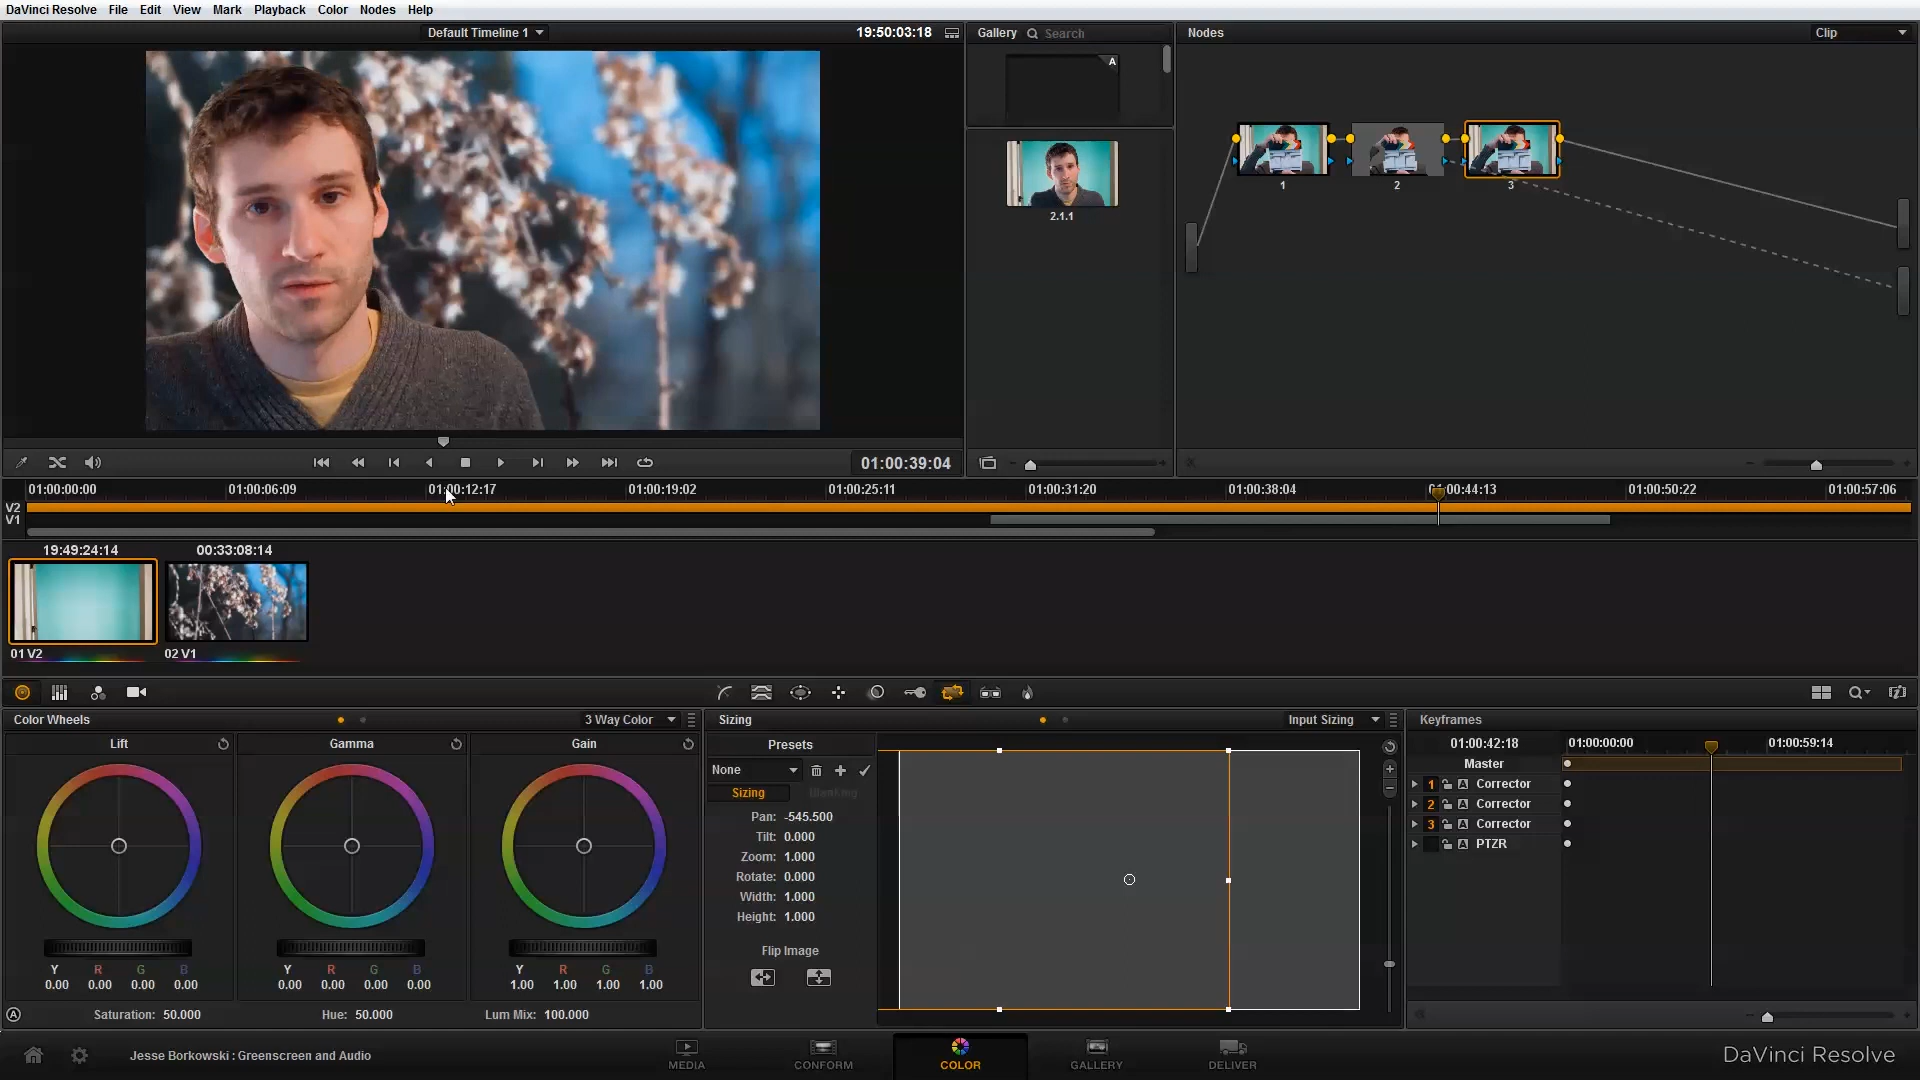 DaVinci Resolve File Edit View Mark Playback Color Nodes Help
Default Timeline 1 19:50:03:18
Gallery Search
Nodes Clip
A
2.1.1
1 2 3
01:00:39:04
01:00:00:00 01:00:06:09 01:00:12:17 01:00:19:02 01:00:25:11 01:00:31:20 01:00:38:04 01:00:44:13 01:00:50:22 01:00:57:06
V2
V1
19:49:24:14 00:33:08:14
01 V2 02 V1
Color Wheels 3 Way Color
Lift Gamma Gain
Y R G B Y R G B Y R G B
0.00 0.00 0.00 0.00 0.00 0.00 0.00 0.00 1.00 1.00 1.00 1.00
A Saturation: 50.000 Hue: 50.000 Lum Mix: 100.000
Sizing Input Sizing
Presets
None
Sizing Blanking
Pan: -545.500
Tilt: 0.000
Zoom: 1.000
Rotate: 0.000
Width: 1.000
Height: 1.000
Flip Image
Keyframes
01:00:42:18 01:00:00:00 01:00:59:14
Master
1 A Corrector
2 A Corrector
3 A Corrector
A PTZR
Jesse Borkowski : Greenscreen and Audio
MEDIA CONFORM COLOR GALLERY DELIVER
DaVinci Resolve